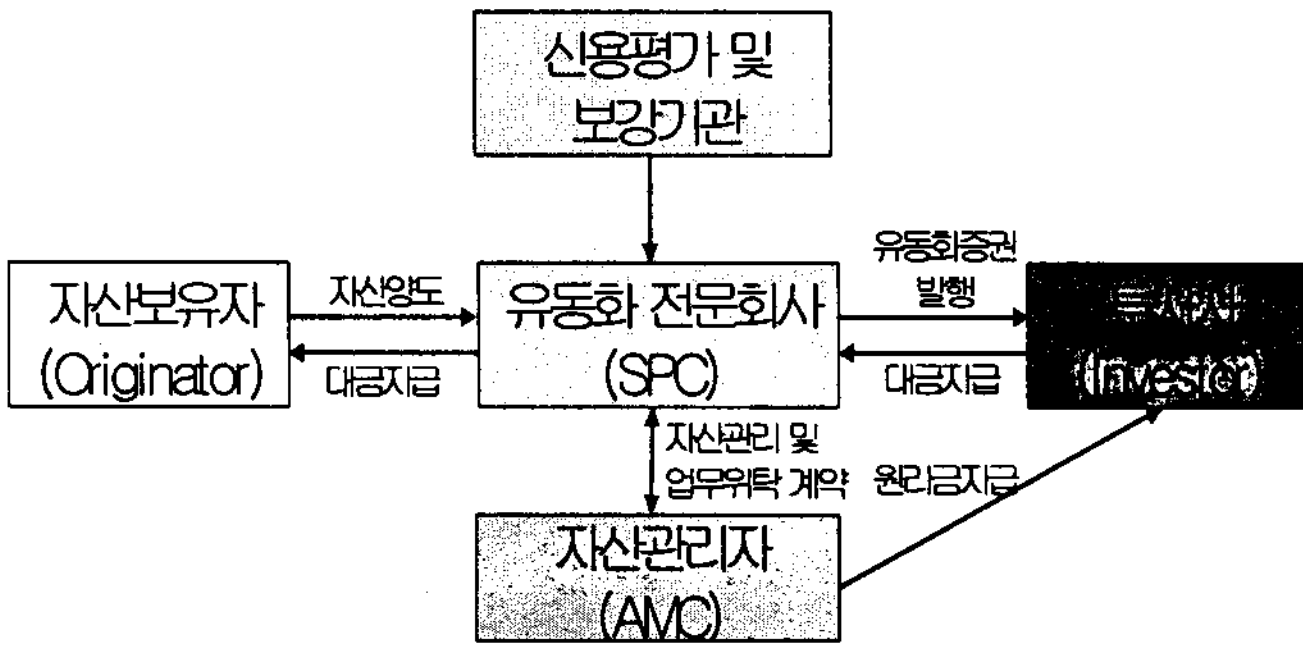 신용평가 및
보강기관
유동화증권
발행
자산보유자
(Originator)
자산양도
대금지급
유동화 전문회사
(SPC)
대금지급
투자자
(Investor)
자산관리 및
업무위탁 계약
원리금지급
자산관리자
(AMC)